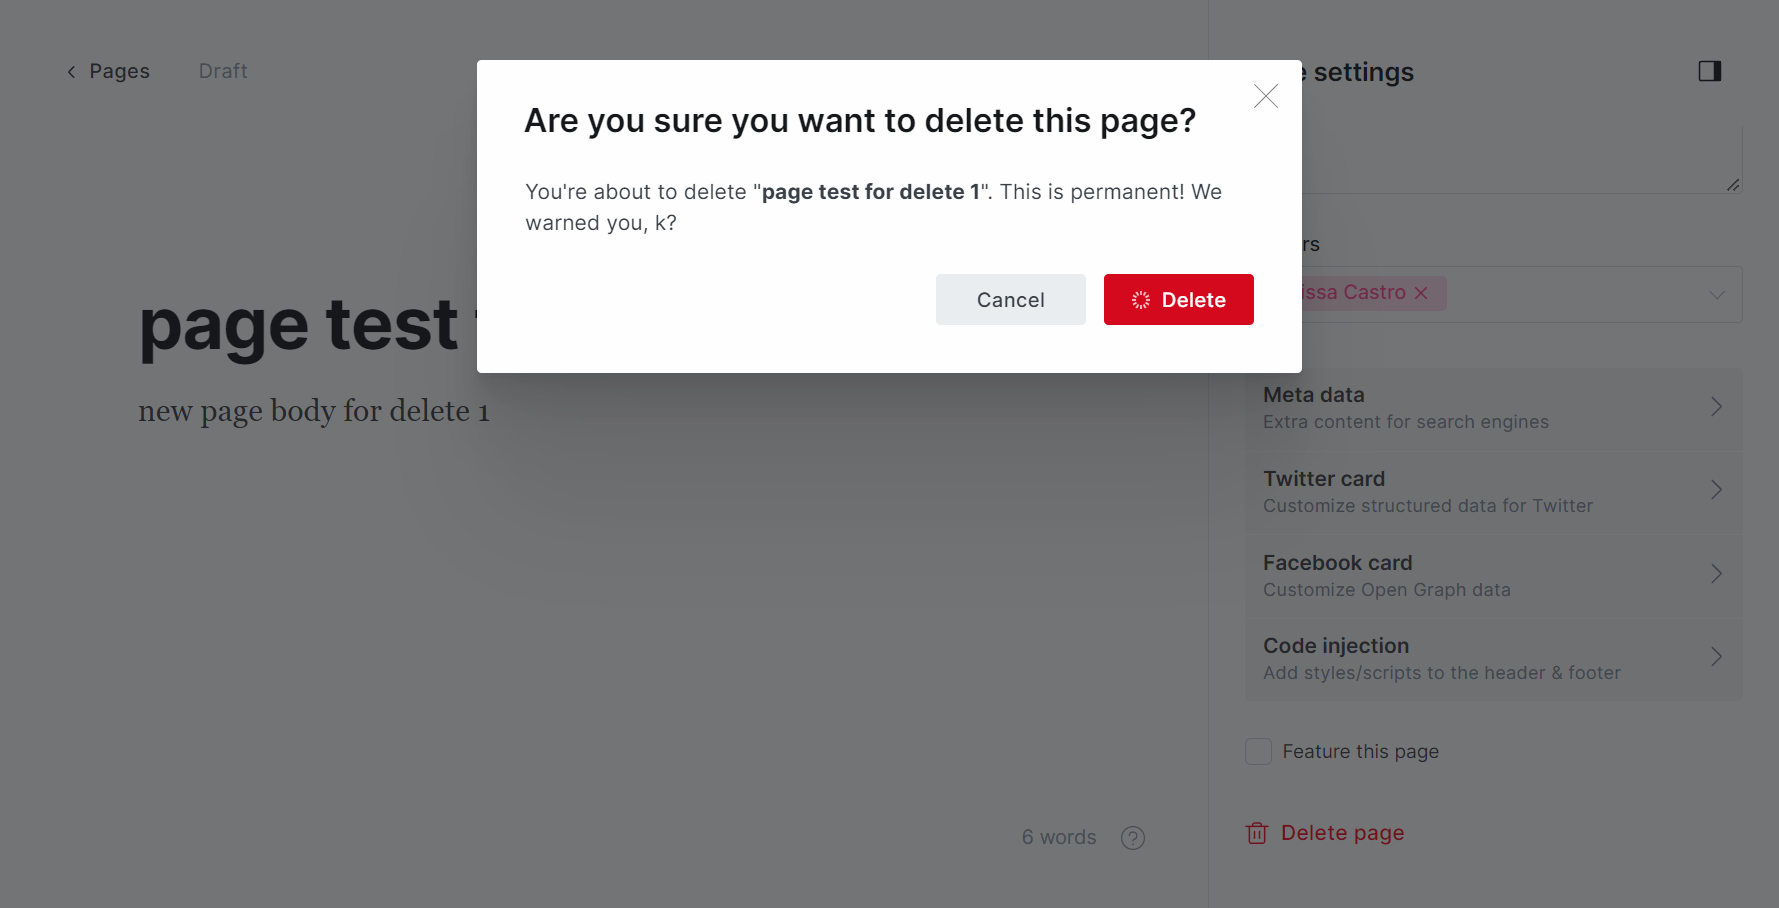 Pages
Draft
settings
Are you sure you want to delete this page?
You're about to delete "page test for delete 1". This is permanent! We
warned you, k?
Cancel
Delete
page test
new page body for delete 1
rs
issa Castro
Meta data
Extra content for search engines
Twitter card
Customize structured data for Twitter
Facebook card
Customize Open Graph data
Code injection
Add styles/scripts to the header & footer
Feature this page
6 words
?
Delete page